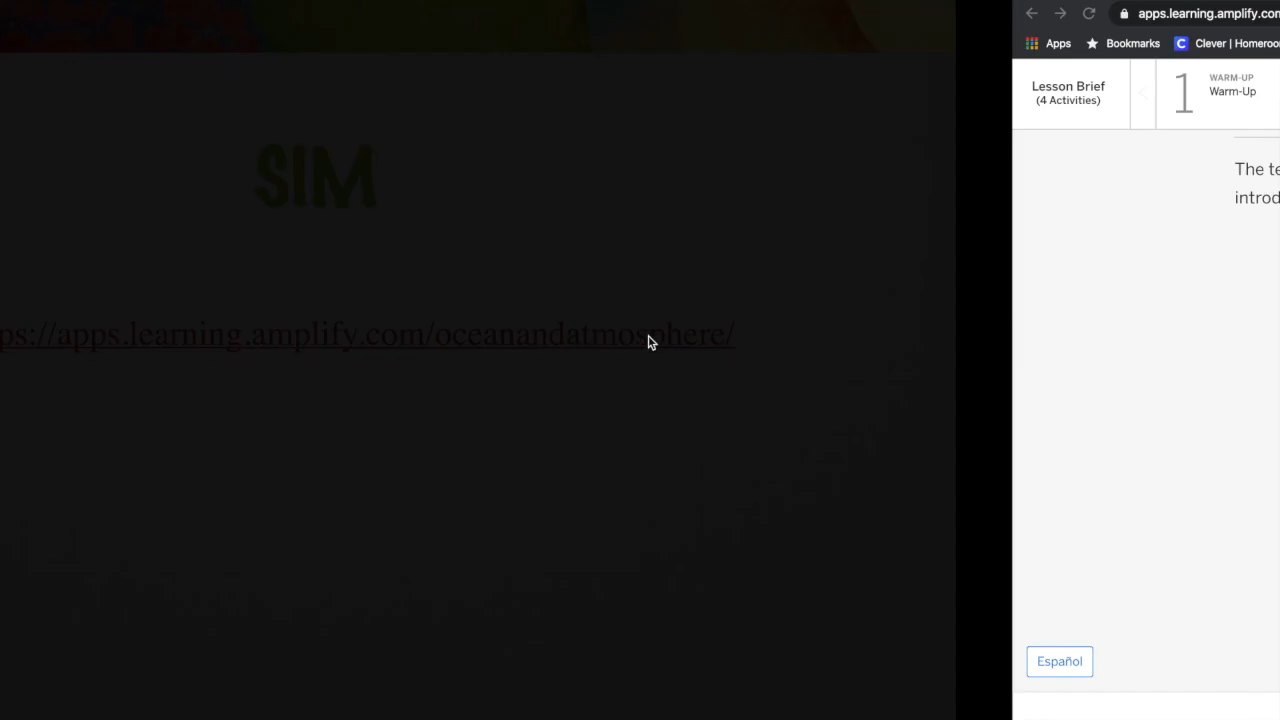 SIM
ps://apps.learning.amplify.com/oceanandatmosphere/
apps.learning.amplify.com
Apps
Bookmarks
Clever | Homeroo
Lesson Brief
(4 Activities)
1
WARM-UP
Warm-Up
The te
introd
Español